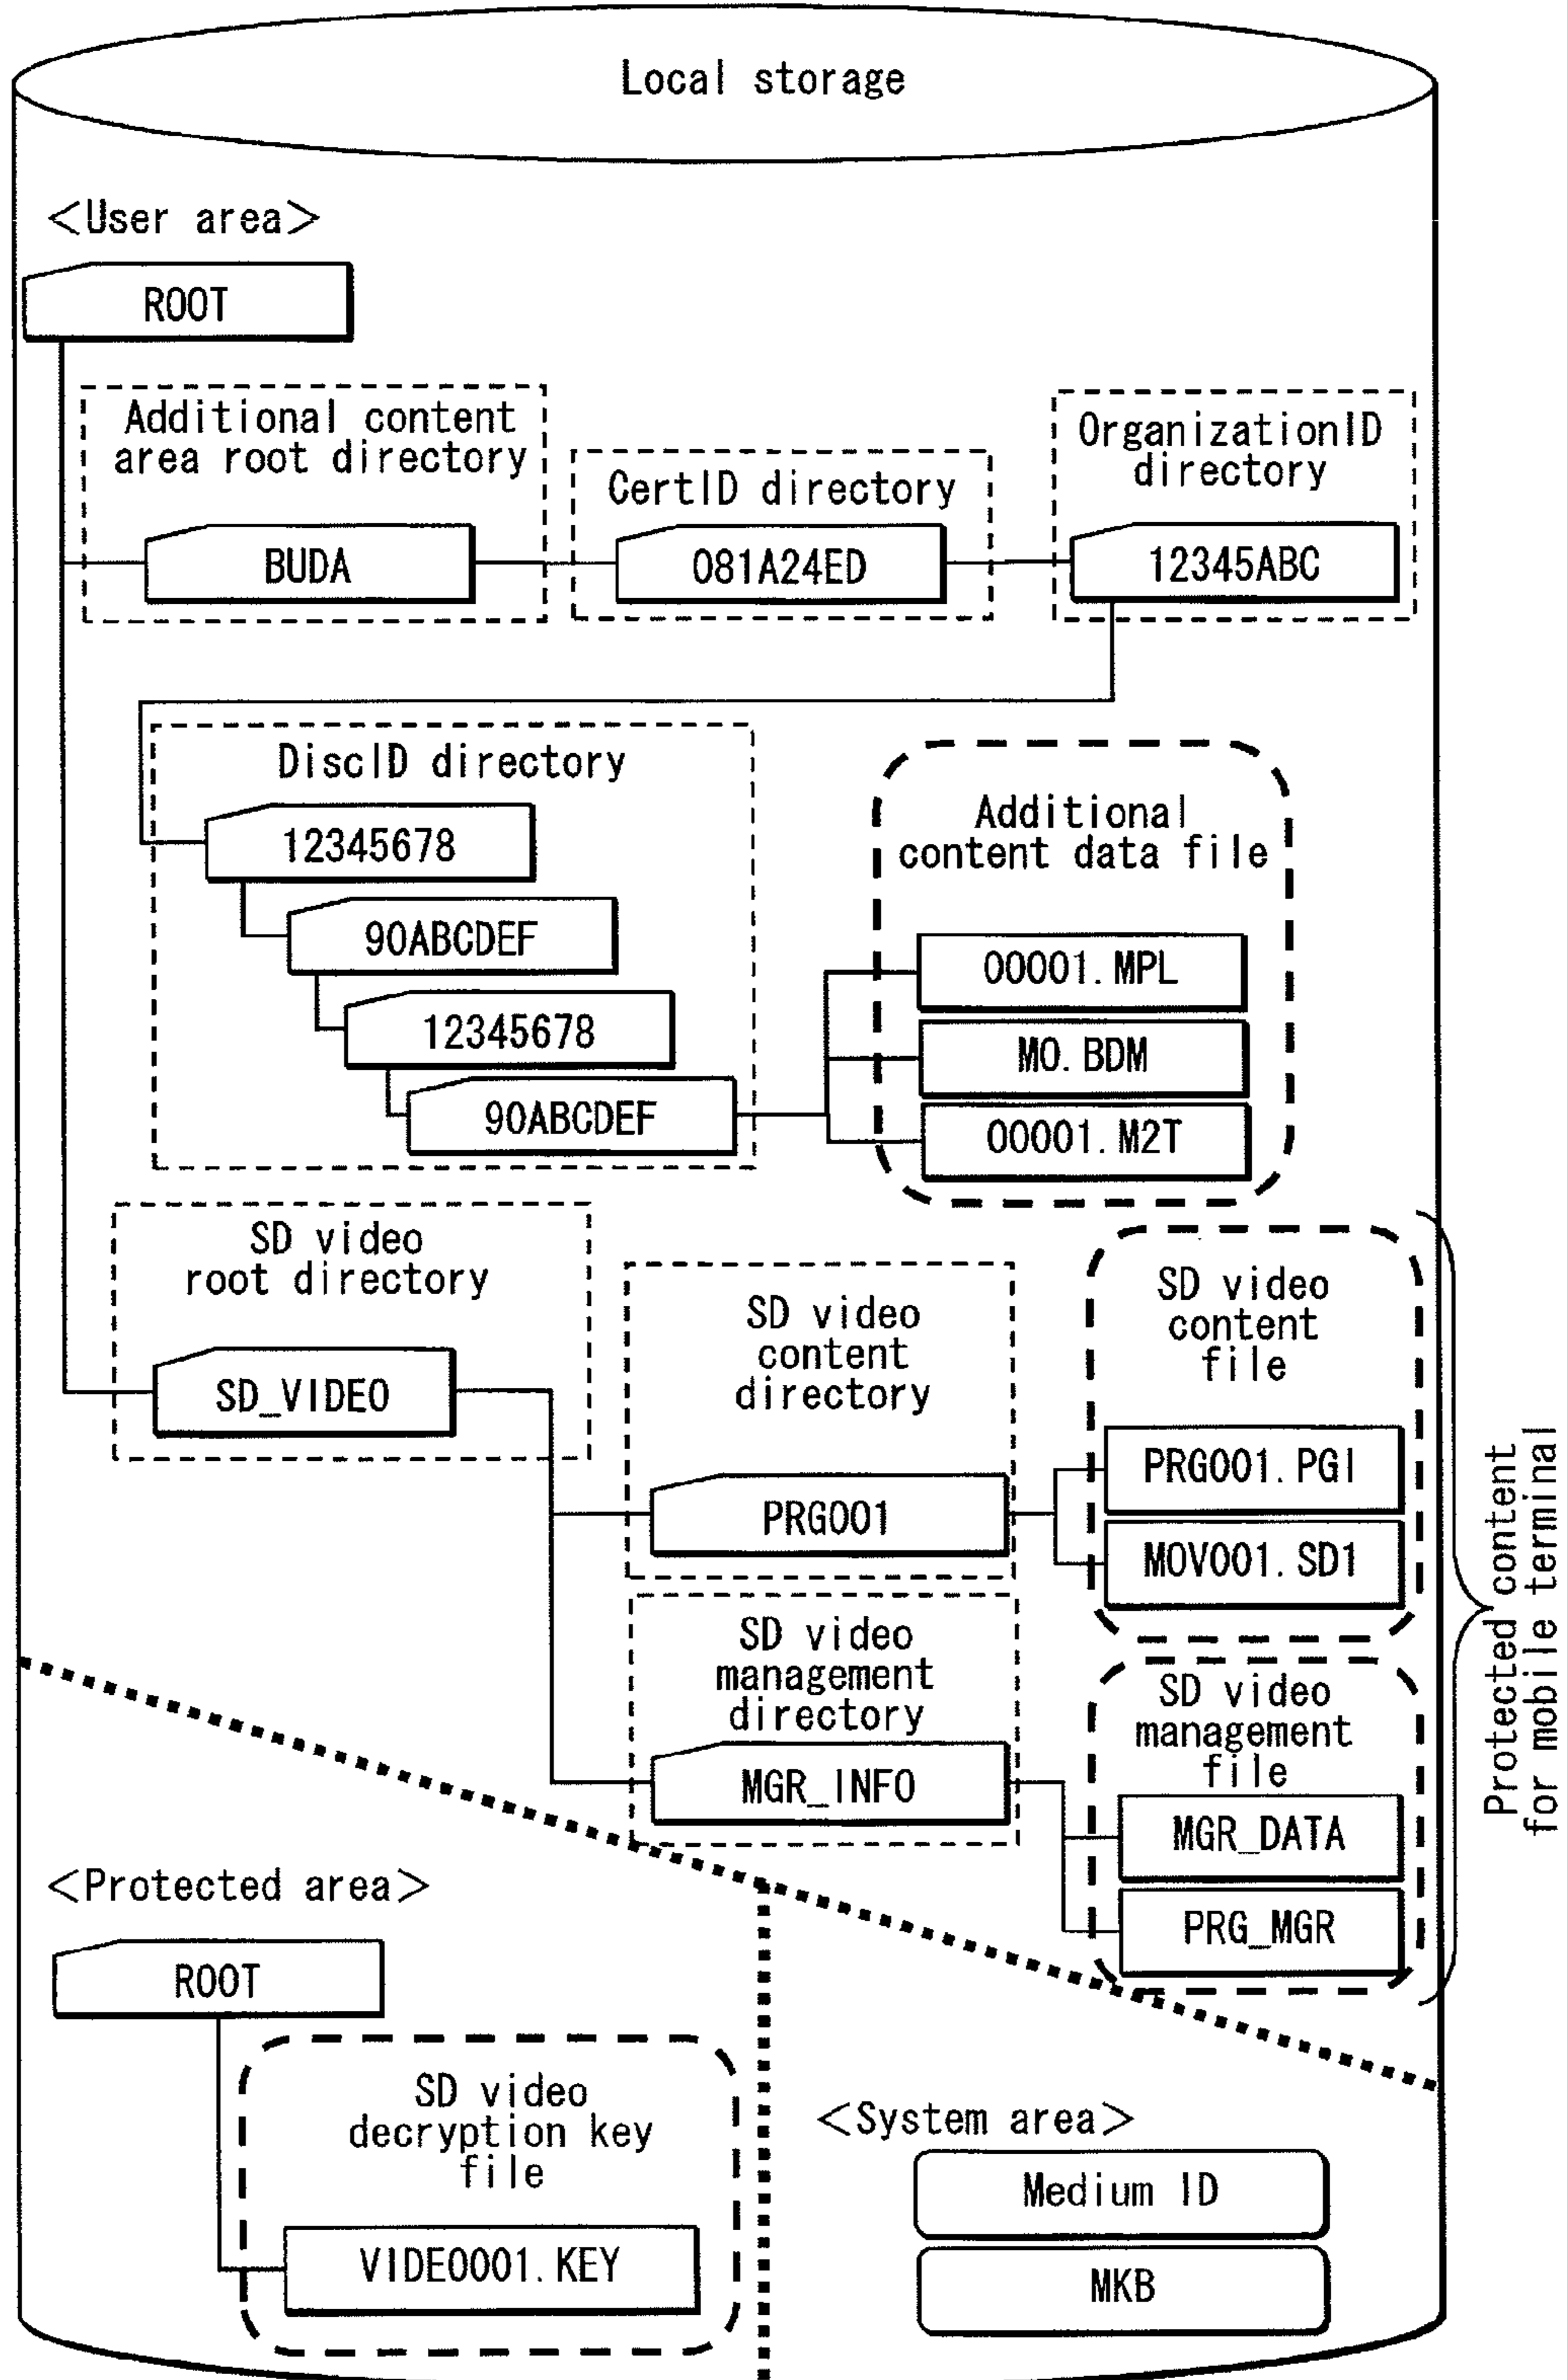 Local storage
<User area>
ROOT
Additional content
area root directory
BUDA
CertID directory
081A24ED
OrganizationID
directory
12345ABC
DiscID directory
12345678
90ABCDEF
12345678
90ABCDEF
Additional
content data file
00001.MPL
MO.BDM
00001.M2T
SD video
root directory
SD_VIDEO
SD video
content
directory
PRG001
SD video
content
file
PRG001.PGI
MOV001.SD1
SD video
management
directory
MGR_INFO
SD video
management
file
MGR_DATA
PRG_MGR
Protected content
for mobile terminal
<Protected area>
ROOT
SD video
decryption key
file
VIDEO001.KEY
<System area>
Medium ID
MKB